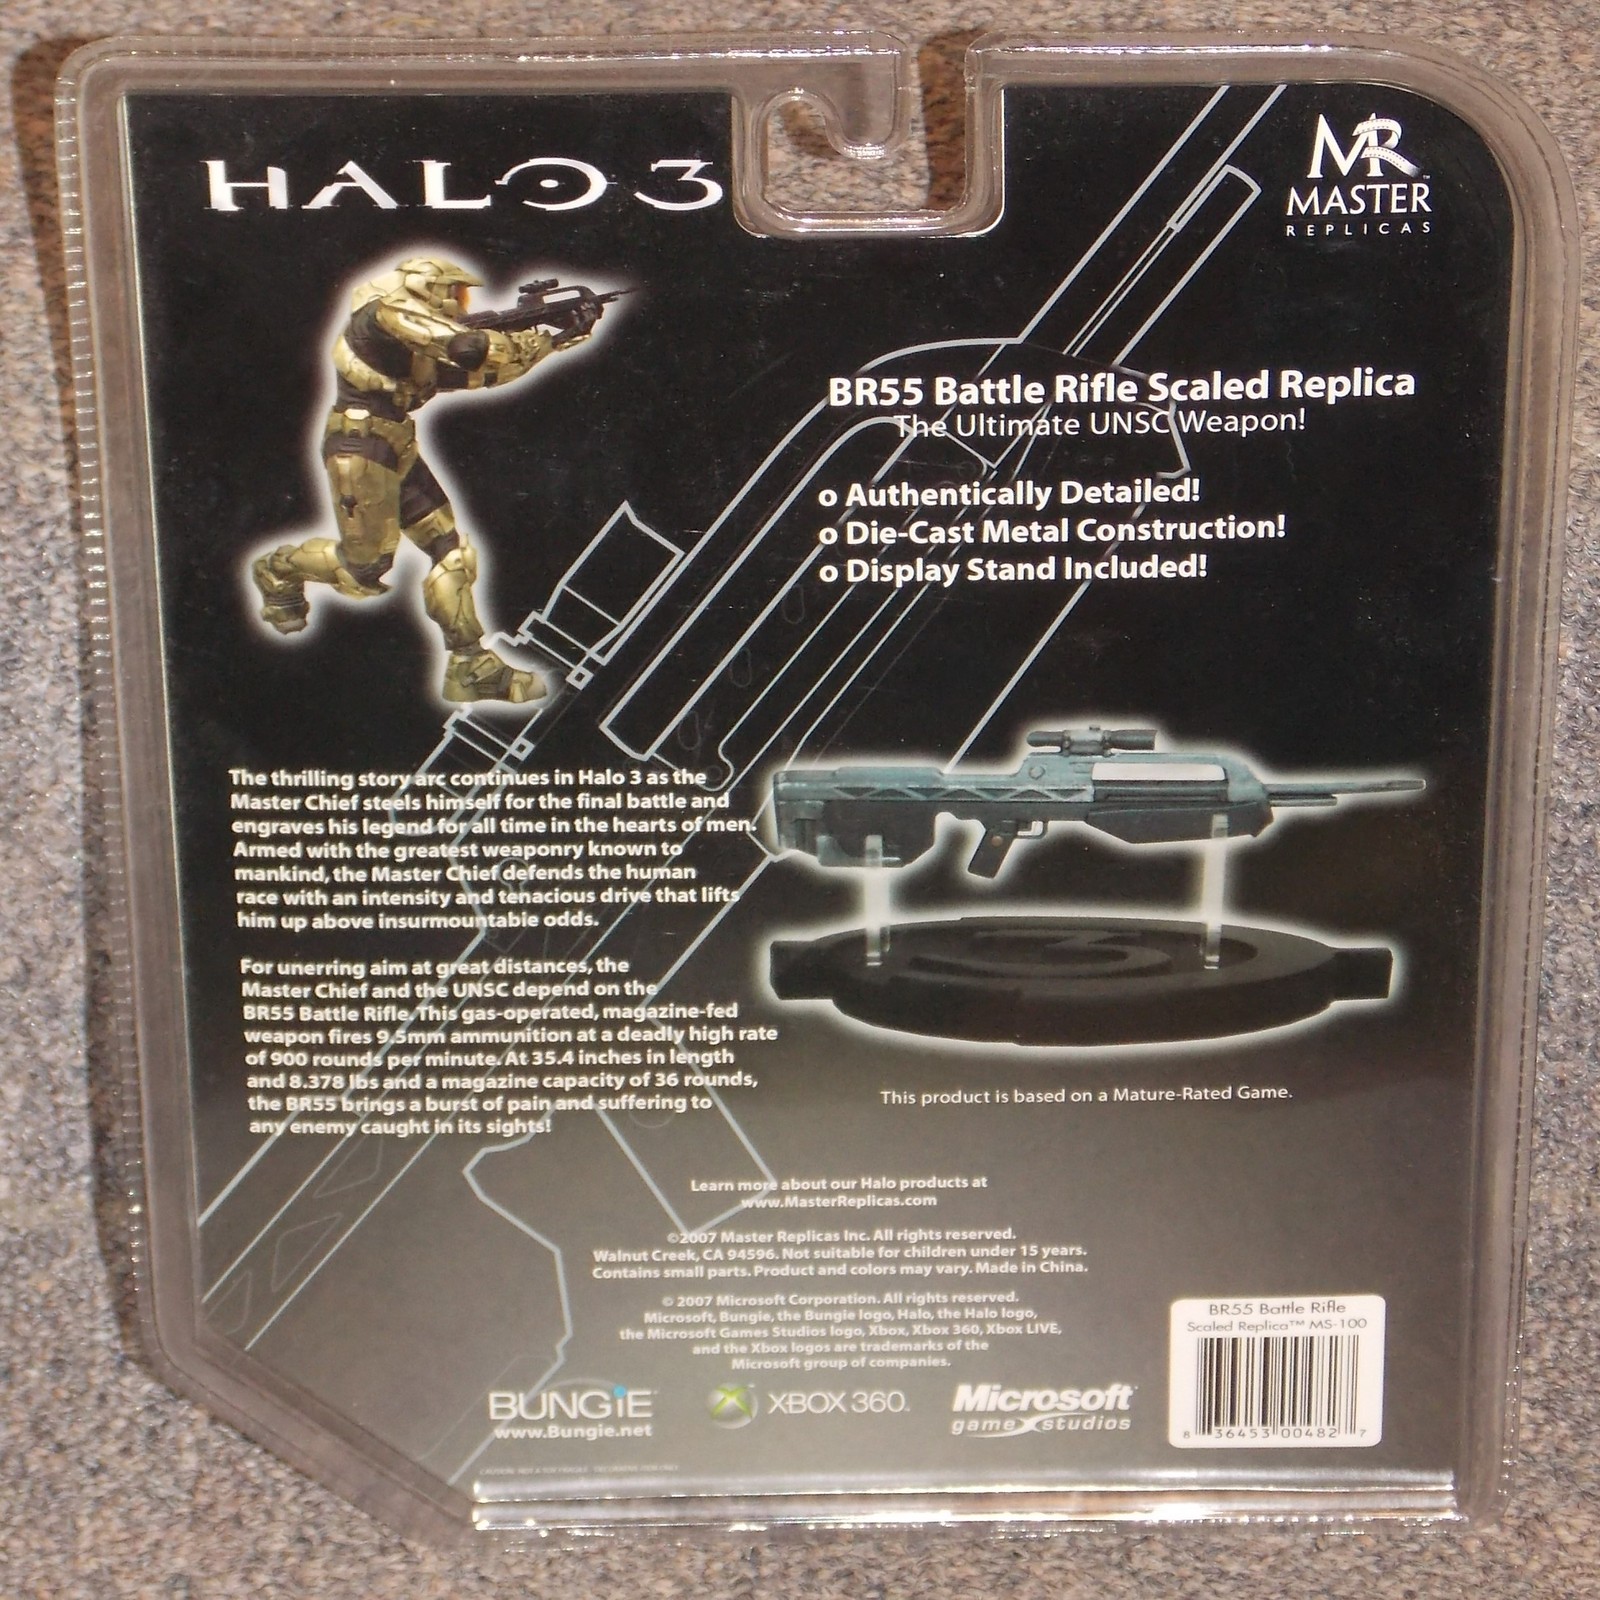 HALO 3
MR
MASTER
REPLICAS
BR55 Battle Rifle Scaled Replica
The Ultimate UNSC Weapon!
o Authentically Detailed!
o Die-Cast Metal Construction!
o Display Stand Included!
The thrilling story arc continues in Halo 3 as the
Master Chief steels himself for the final battle and
engraves his legend for all time in the hearts of men.
Armed with the greatest weaponry known to
mankind, the Master Chief defends the human
race with an intensity and tenacious drive that lifts
him up above insurmountable odds.
For unerring aim at great distances, the
Master Chief and the UNSC depend on the
BR55 Battle Rifle. This gas-operated, magazine-fed
weapon fires 9.5mm ammunition at a deadly high rate
of 900 rounds per minute. At 35.4 inches in length
and 8.378 lbs and a magazine capacity of 36 rounds,
the BR55 brings a burst of pain and suffering to
any enemy caught in its sights!
3
This product is based on a Mature-Rated Game.
Learn more about our Halo products at
www.MasterReplicas.com
©2007 Master Replicas Inc. All rights reserved.
Walnut Creek, CA 94596. Not suitable for children under 15 years.
Contains small parts. Product and colors may vary. Made in China.
© 2007 Microsoft Corporation. All rights reserved.
Microsoft, Bungie, the Bungie logo, Halo, the Halo logo,
the Microsoft Games Studios logo, Xbox, Xbox 360, Xbox LIVE,
and the Xbox logos are trademarks of the
Microsoft group of companies.
BUNGiE
www.Bungie.net
XBOX 360.
Microsoft
game studios
BR55 Battle Rifle
Scaled Replica™ MS-100
8 36453 00482 7